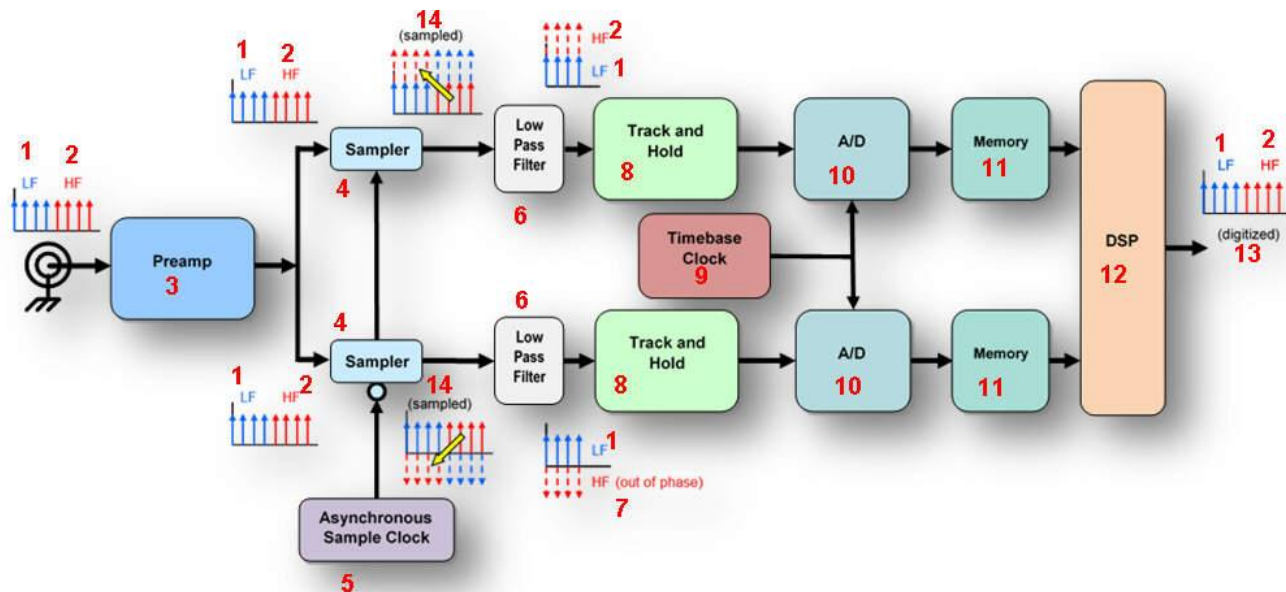 14
(sampled)
HF 2
LF 1
1 2
LF HF
1 2
LF HF
Sampler
4
Low
Pass
Filter
6
Track and
Hold
8
A/D
10
Memory
11
1 2
LF HF
(digitized)
13
Preamp
3
Timebase
Clock
9
DSP
12
4
Sampler
6
Low
Pass
Filter
Track and
Hold
8
A/D
10
Memory
11
1 2
LF HF
14
(sampled)
LF 1
HF (out of phase)
7
Asynchronous
Sample Clock
5